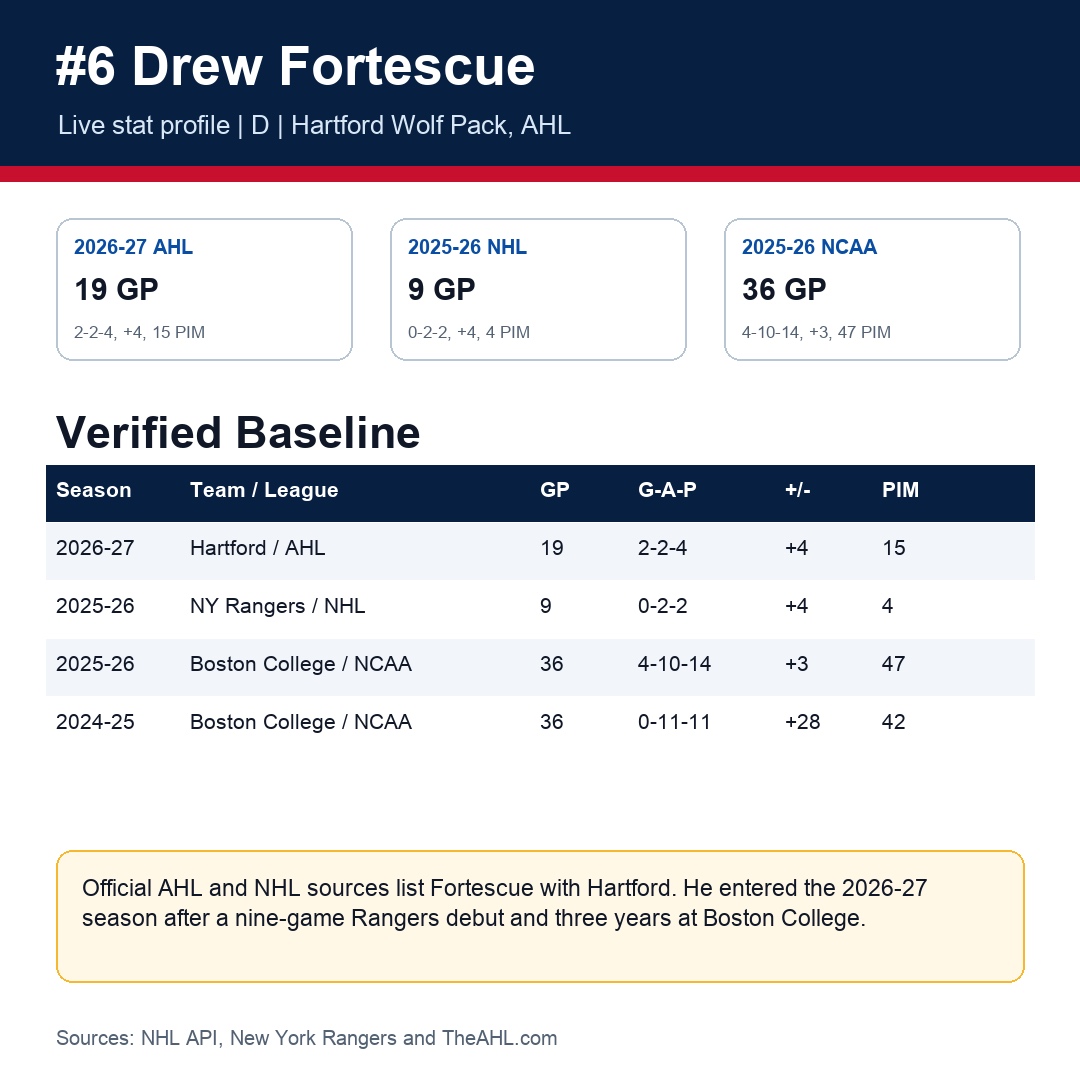 #6 Drew Fortescue
Live stat profile | D | Hartford Wolf Pack, AHL
2026-27 AHL
19 GP
2-2-4, +4, 15 PIM
2025-26 NHL
9 GP
0-2-2, +4, 4 PIM
2025-26 NCAA
36 GP
4-10-14, +3, 47 PIM
Verified Baseline
Season Team / League GP G-A-P +/- PIM
2026-27 Hartford / AHL 19 2-2-4 +4 15
2025-26 NY Rangers / NHL 9 0-2-2 +4 4
2025-26 Boston College / NCAA 36 4-10-14 +3 47
2024-25 Boston College / NCAA 36 0-11-11 +28 42
Official AHL and NHL sources list Fortescue with Hartford. He entered the 2026-27
season after a nine-game Rangers debut and three years at Boston College.
Sources: NHL API, New York Rangers and TheAHL.com